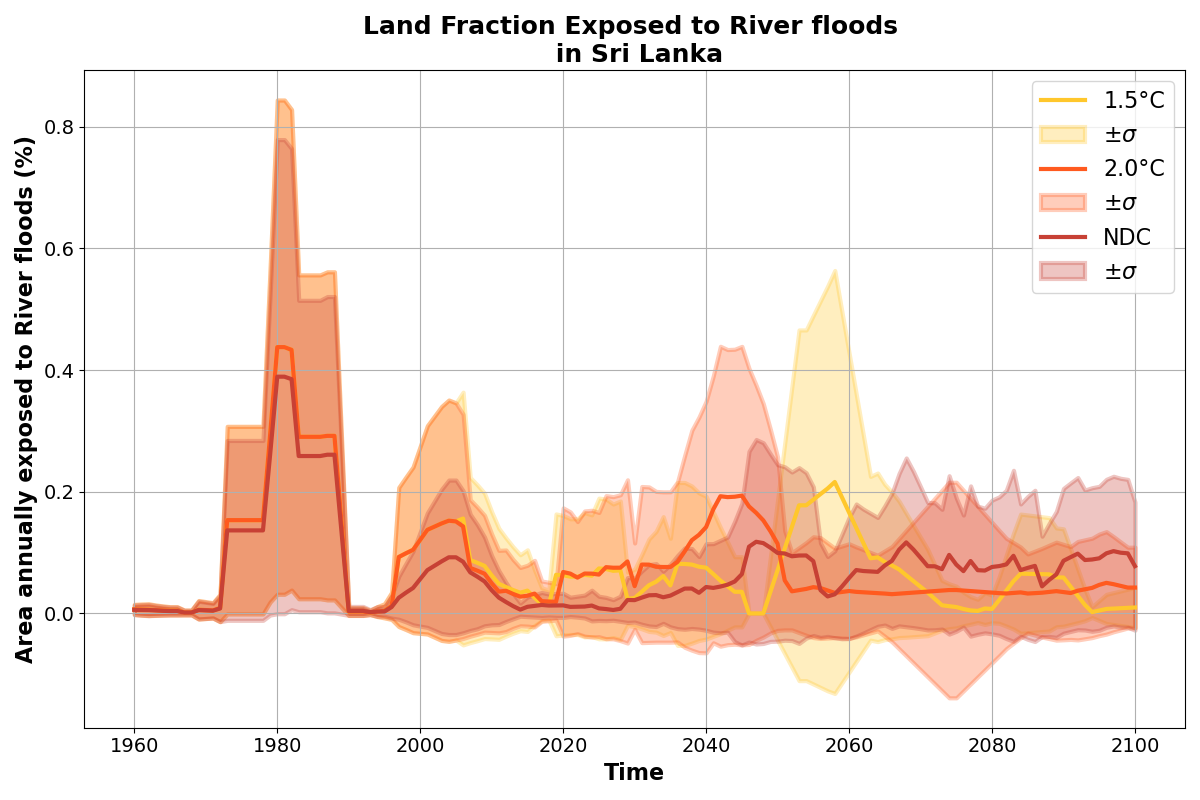 Land Fraction Exposed to River floods
in Sri Lanka
Area annually exposed to River floods (%)
0.8
0.6
0.4
0.2
0.0
1960
1980
2000
2020
2040
2060
2080
2100
Time
1.5°C
±σ
2.0°C
±σ
NDC
±σ